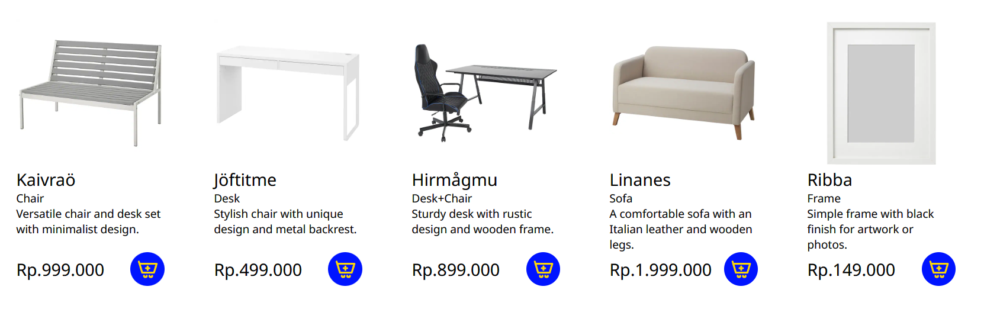 Kaivraö
Chair
Versatile chair and desk set
with minimalist design.
Rp.999.000
Jöftitme
Desk
Stylish chair with unique
design and metal backrest.
Rp.499.000
Hirmågmu
Desk+Chair
Sturdy desk with rustic
design and wooden frame.
Rp.899.000
Linanes
Sofa
A comfortable sofa with an
Italian leather and wooden
legs.
Rp.1.999.000
Ribba
Frame
Simple frame with black
finish for artwork or
photos.
Rp.149.000